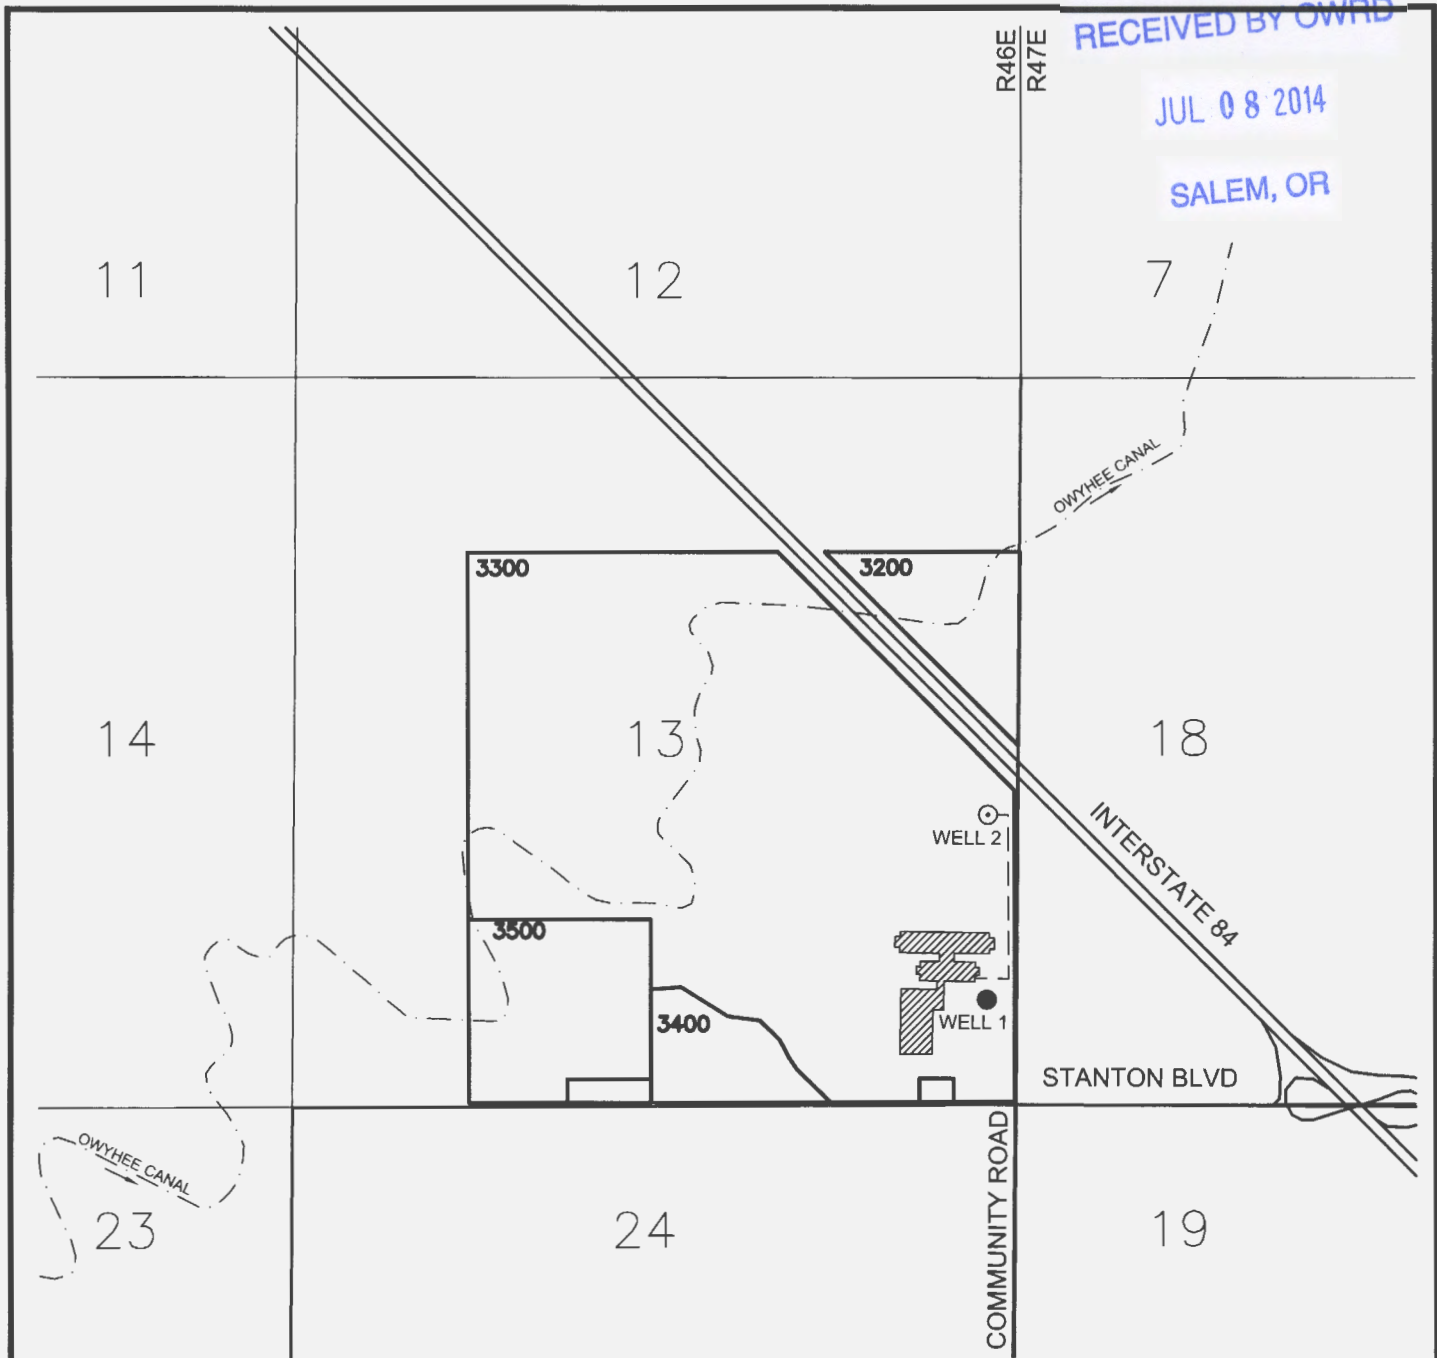 RECEIVED BY OWRD
JUL 08 2014
SALEM, OR
R46E
R47E
11
12
7
OWYHEE CANAL
3300
3200
14
13
18
WELL 2
INTERSTATE 84
3500
3400
WELL 1
STANTON BLVD
OWYHEE CANAL
COMMUNITY ROAD
23
24
19